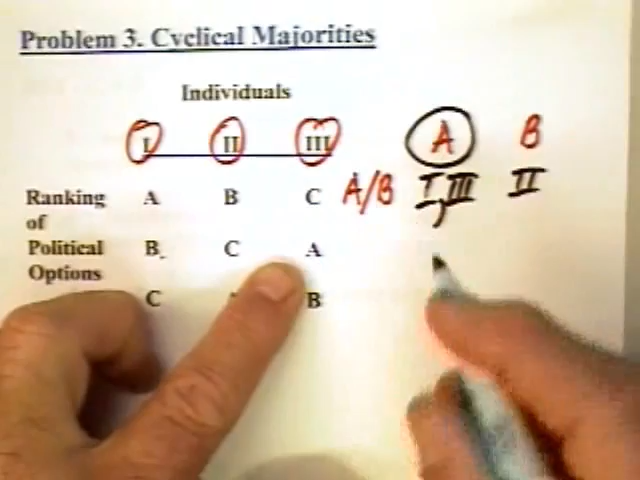 Problem 3. Cyclical Majorities
Individuals
I II III A B
Ranking A B C A/B I, III II
of
Political B. C A
Options
C B